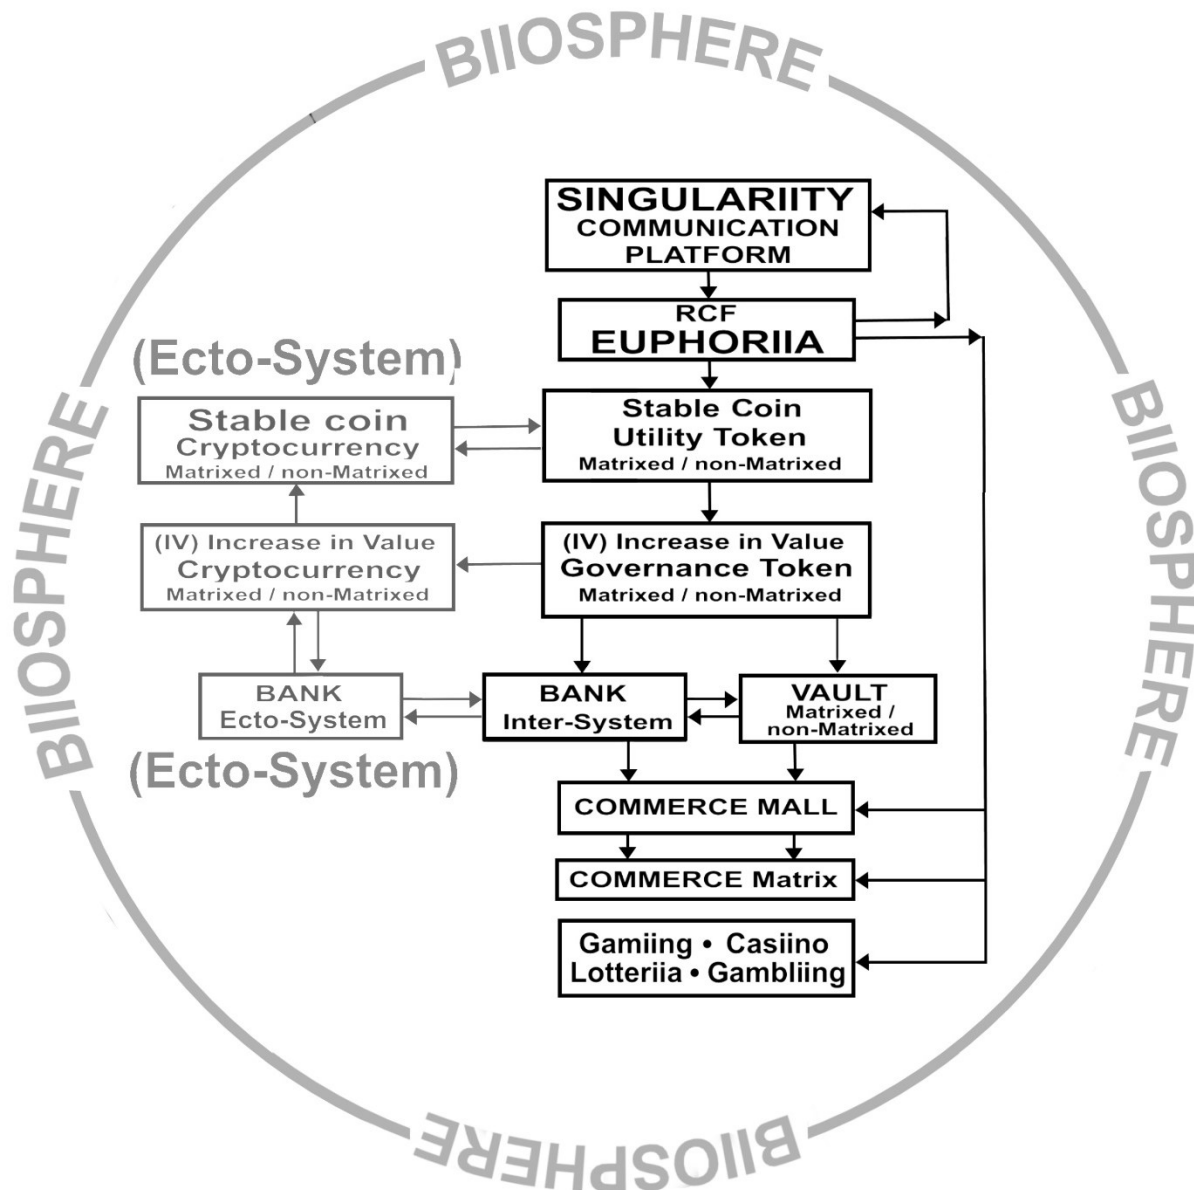 BIIOSPHERE
SINGULARIITY
COMMUNICATION
PLATFORM
RCF
EUPHORIIA
(Ecto-System)
Stable coin
Cryptocurrency
Matrixed / non-Matrixed
Stable Coin
Utility Token
Matrixed / non-Matrixed
(IV) Increase in Value
Cryptocurrency
Matrixed / non-Matrixed
(IV) Increase in Value
Governance Token
Matrixed / non-Matrixed
BANK
Ecto-System
BANK
Inter-System
VAULT
Matrixed /
non-Matrixed
(Ecto-System)
COMMERCE MALL
COMMERCE Matrix
Gamiing • Casiino
Lotteriia • Gambliing
BIIOSPHERE
BIIOSPHERE
BIIOSPHERE